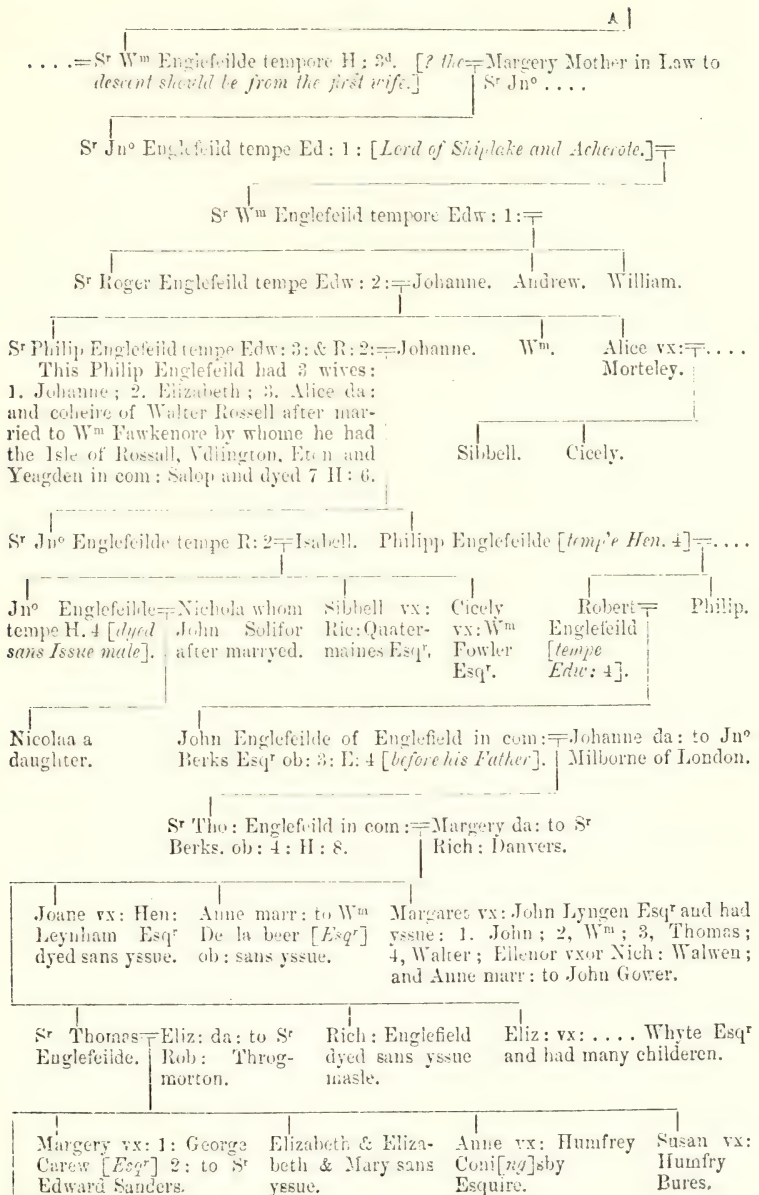 A
. . . .=Sʳ Wᵐ Englefeilde tempore H : 3ᵈ. [? the=Margery Mother in Law to
descent should be from the first wife.] Sʳ Jnᵒ . . . .
Sʳ Jnᵒ Englefeild tempe Ed : 1 : [Lord of Shiplake and Acherote.]=
Sʳ Wᵐ Englefeild tempore Edw : 1:=
Sʳ Roger Englefeild tempe Edw : 2:=Johanne. Andrew. William.
Sʳ Philip Englefeild tempe Edw: 3: & R: 2:=Johanne. Wᵐ. Alice vx:=. . . .
This Philip Englefeild had 3 wives: Morteley.
1. Johanne ; 2. Elizabeth ; 3. Alice da:
and coheire of Walter Rossell after mar-
ried to Wᵐ Fawkenore by whome he had
the Isle of Rossall, Vdlington, Eton and Sibbell. Cicely.
Yeagden in com : Salop and dyed 7 H : 6.
Sʳ Jnᵒ Englefeilde tempe R: 2=Isabell. Philipp Englefeilde [temp'e Hen. 4]=. . . .
Jnᵒ Englefeilde=Nichola whom Sibbell vx: Cicely Robert= Philip.
tempe H. 4 [dyed John Solifor Ric: Quater- vx: Wᵐ Englefeild
sans Issue male]. after marryed. maines Esqʳ. Fowler [tempe
Esqʳ. Edw: 4].
Nicolaa a John Englefeilde of Englefield in com:=Johanne da: to Jnᵒ
daughter. Berks Esqʳ ob: 3: E: 4 [before his Father]. Milborne of London.
Sʳ Tho : Englefeild in com :=Margery da: to Sʳ
Berks. ob : 4 : H : 8. Rich : Danvers.
Joane vx: Hen: Anne marr: to Wᵐ Margaret vx: John Lyngen Esqʳ and had
Leynham Esqʳ De la beer [Esqʳ] yssue: 1. John ; 2, Wᵐ ; 3, Thomas ;
dyed sans yssue. ob : sans yssue. 4, Walter ; Ellenor vxor Nich : Walwen ;
and Anne marr: to John Gower.
Sʳ Thomas=Eliz: da: to Sʳ Rich : Englefield Eliz : vx: . . . . Whyte Esqʳ
Englefeilde. Rob: Throg- dyed sans yssue and had many childeren.
morton. masle.
Margery vx: 1: George Elizabeth & Eliza- Anne vx: Humfrey Susan vx:
Carew [Esqʳ] 2: to Sʳ beth & Mary sans Coni[ng]sby Humfry
Edward Sanders. yssue. Esquire. Bures.